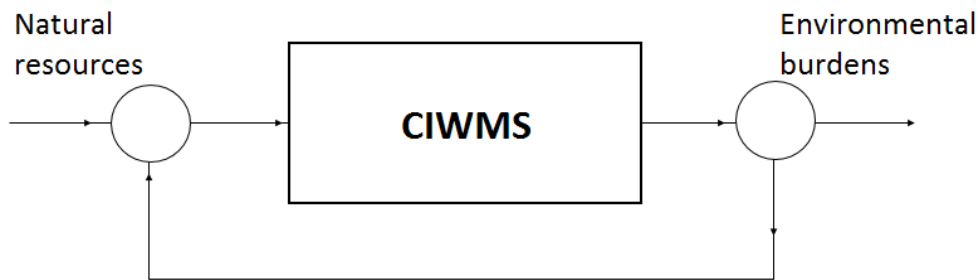 Natural
resources
Environmental
burdens
CIWMS